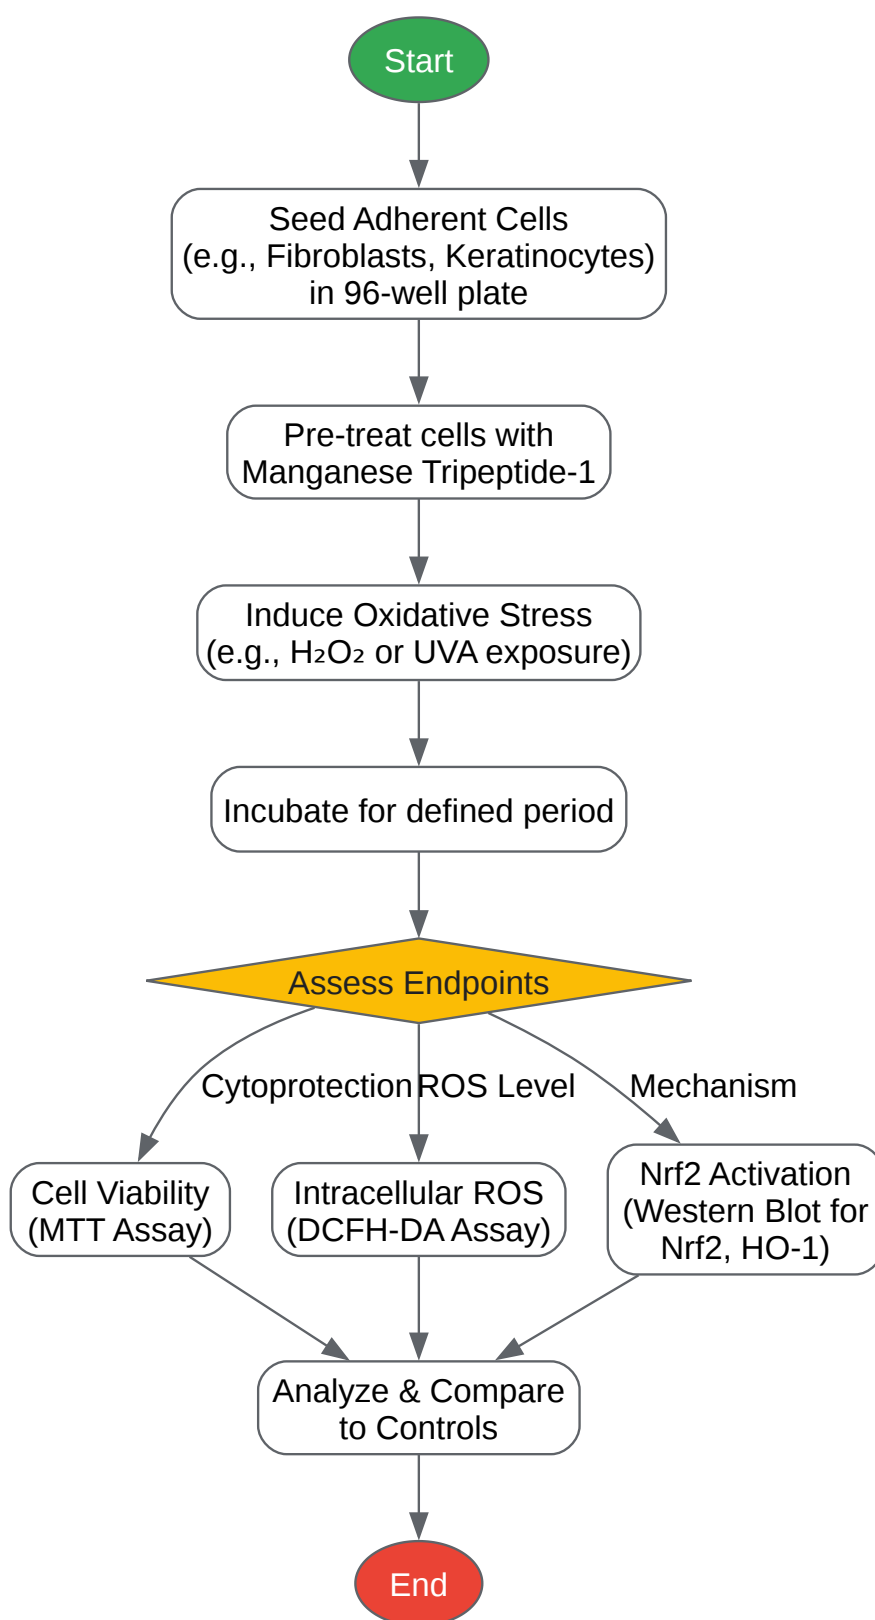 Start
Seed Adherent Cells
(e.g., Fibroblasts, Keratinocytes)
in 96-well plate
Pre-treat cells with
Manganese Tripeptide-1
Induce Oxidative Stress
(e.g., H₂O₂ or UVA exposure)
Incubate for defined period
Assess Endpoints
Cytoprotection
ROS Level
Mechanism
Cell Viability
(MTT Assay)
Intracellular ROS
(DCFH-DA Assay)
Nrf2 Activation
(Western Blot for
Nrf2, HO-1)
Analyze & Compare
to Controls
End